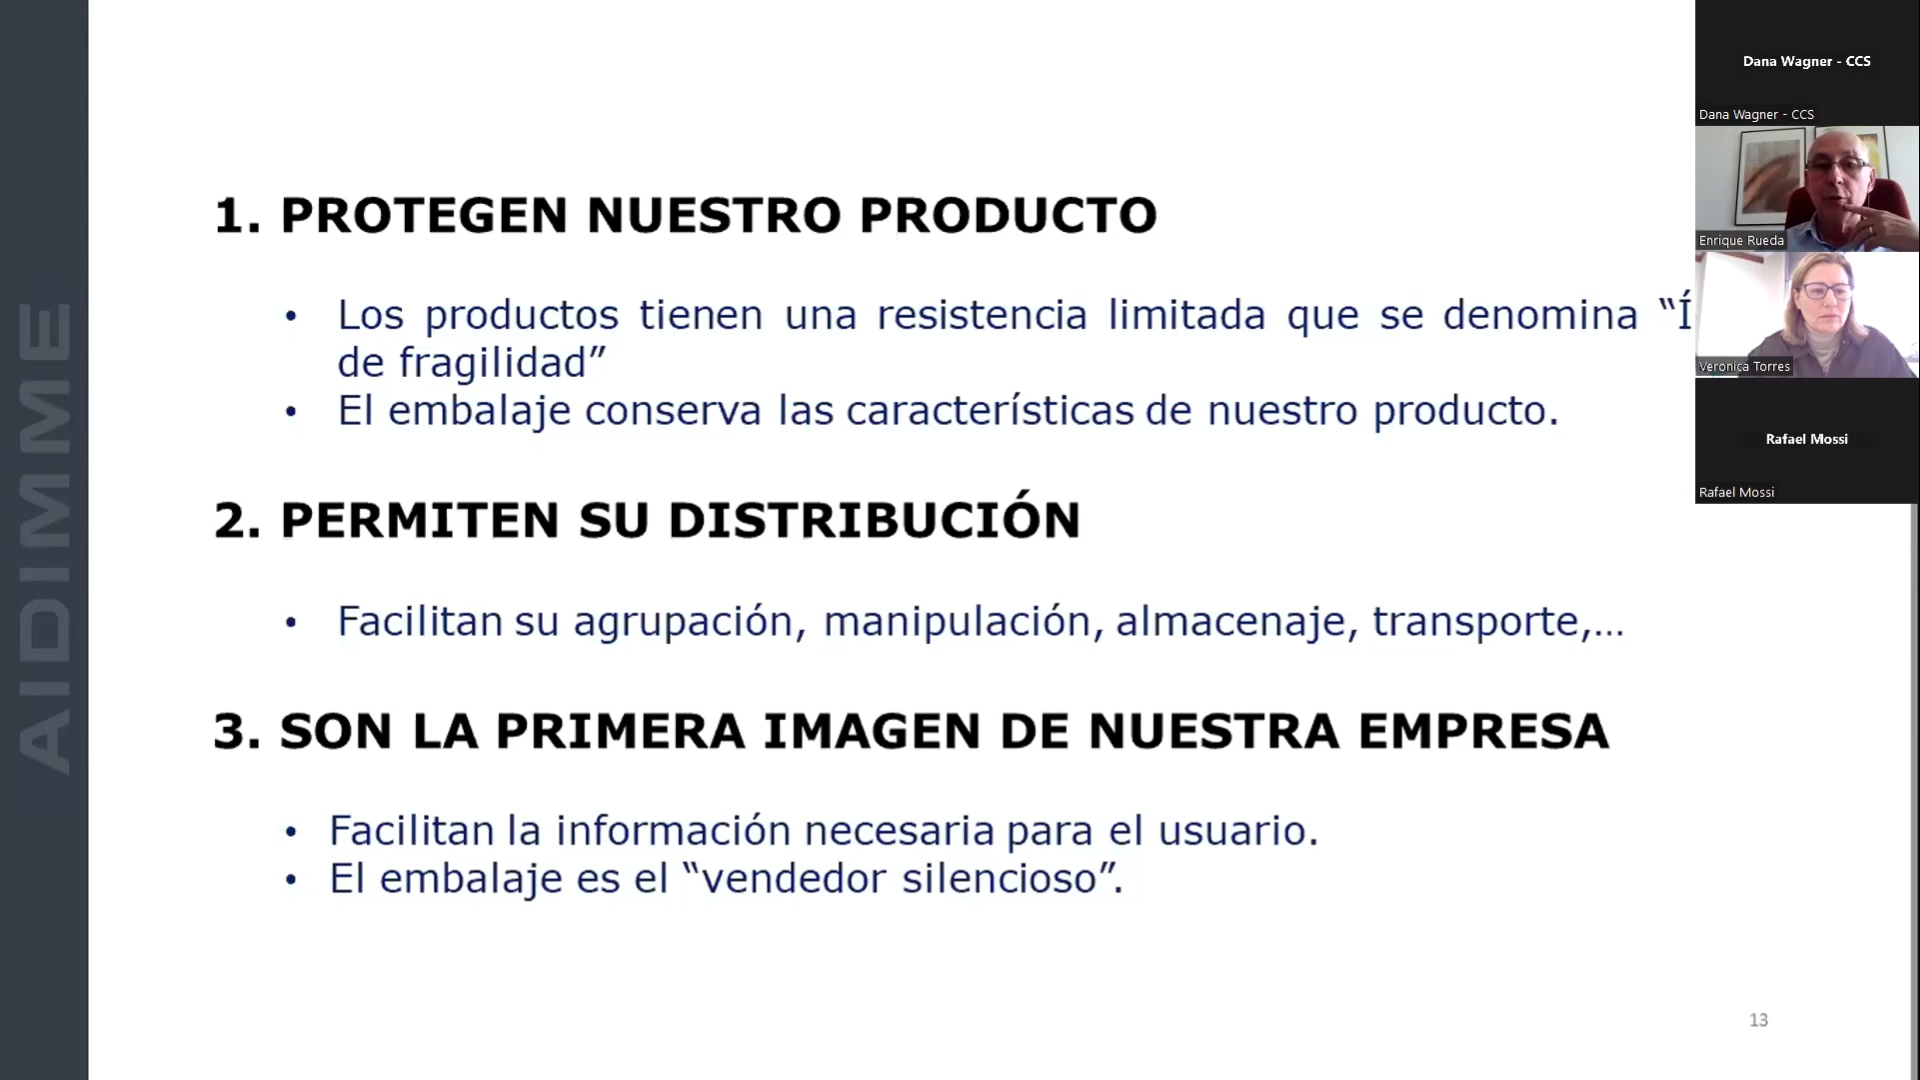 AIDIMME
1. PROTEGEN NUESTRO PRODUCTO
• Los productos tienen una resistencia limitada que se denomina “Í
de fragilidad”
• El embalaje conserva las características de nuestro producto.
2. PERMITEN SU DISTRIBUCIÓN
• Facilitan su agrupación, manipulación, almacenaje, transporte,...
3. SON LA PRIMERA IMAGEN DE NUESTRA EMPRESA
• Facilitan la información necesaria para el usuario.
• El embalaje es el “vendedor silencioso”.
13
Dana Wagner - CCS
Dana Wagner - CCS
Enrique Rueda
Veronica Torres
Rafael Mossi
Rafael Mossi